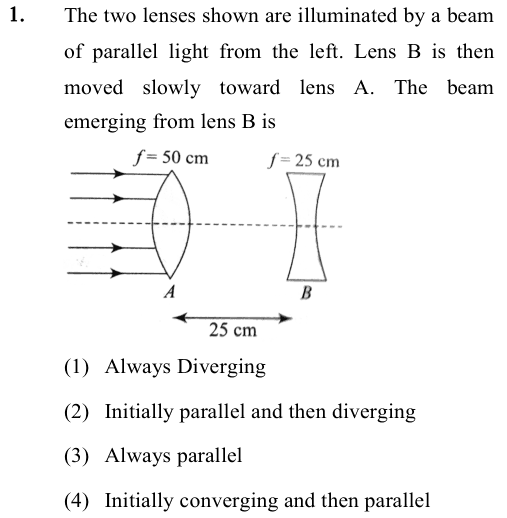 1. The two lenses shown are illuminated by a beam
of parallel light from the left. Lens B is then
moved slowly toward lens A. The beam
emerging from lens B is
f = 50 cm f = 25 cm
A B
25 cm
(1) Always Diverging
(2) Initially parallel and then diverging
(3) Always parallel
(4) Initially converging and then parallel